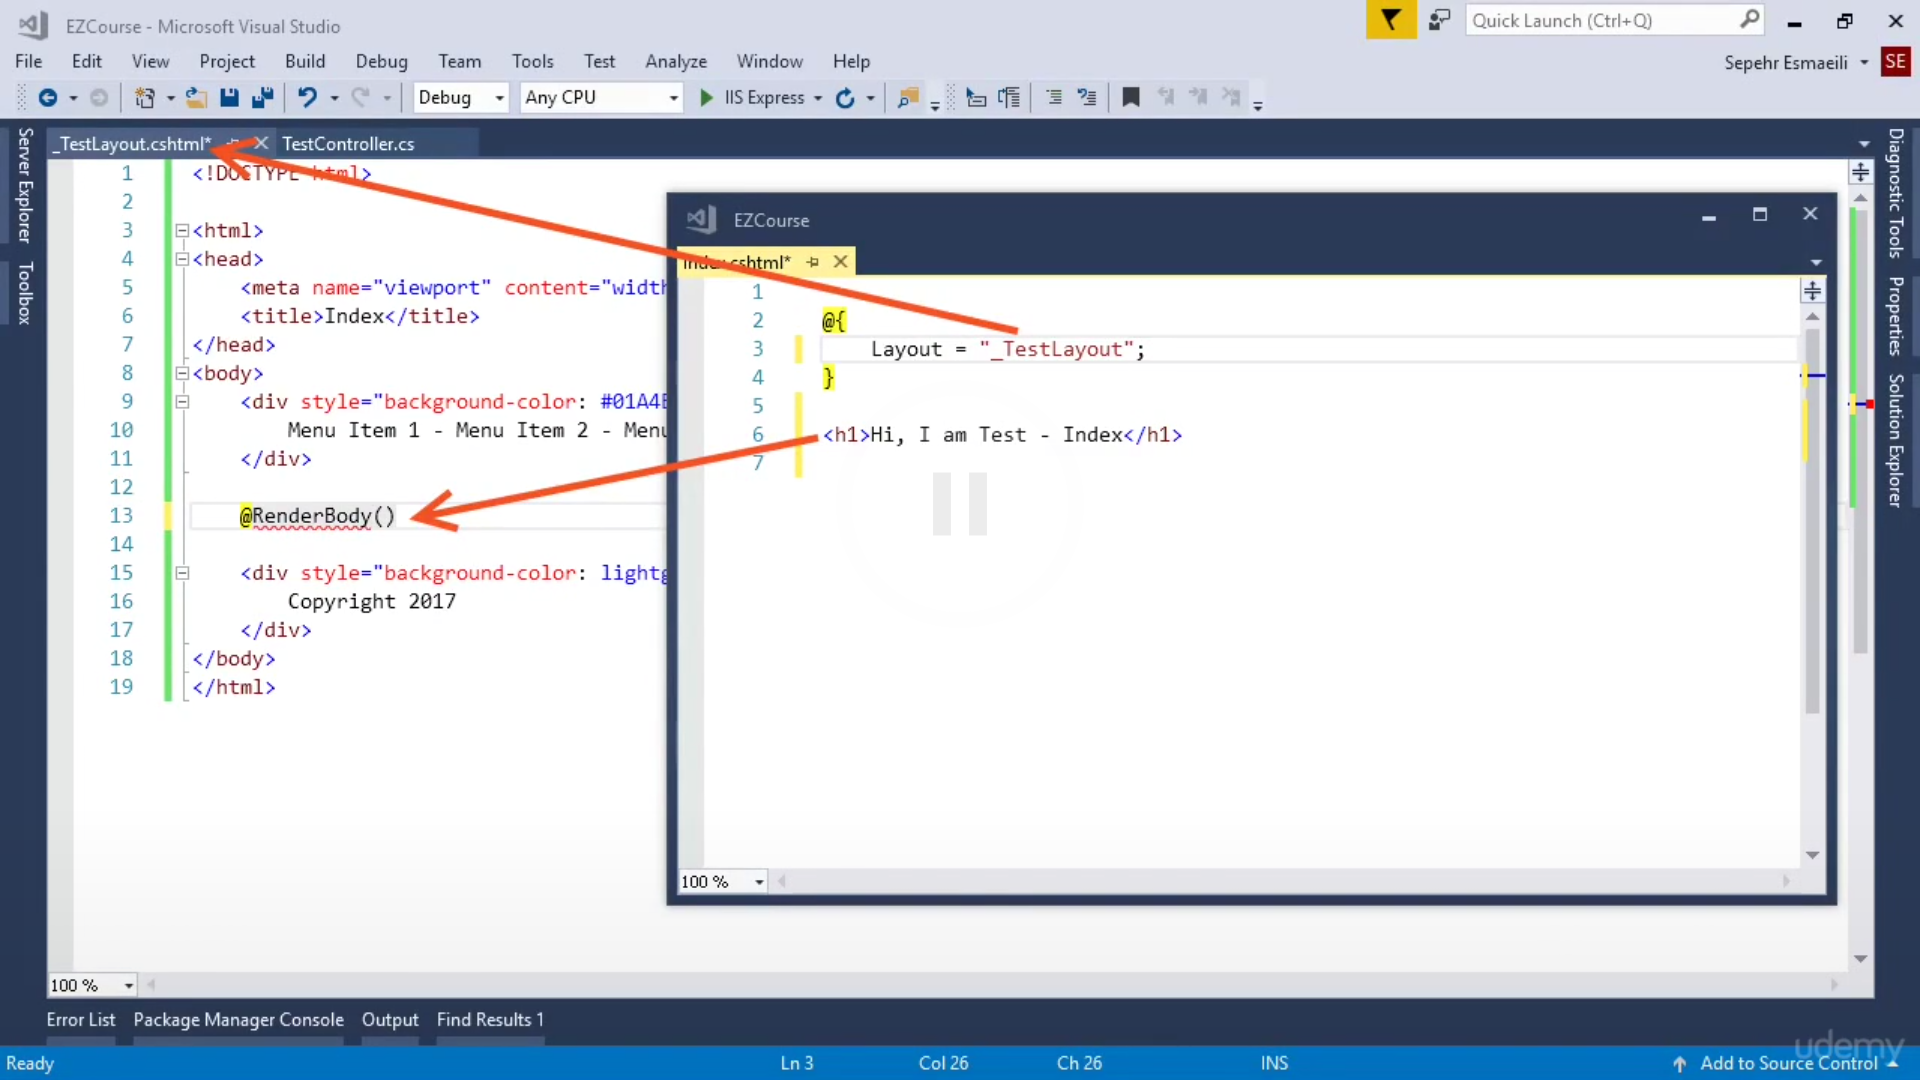 EZCourse - Microsoft Visual Studio
Quick Launch (Ctrl+Q)
File Edit View Project Build Debug Team Tools Test Analyze Window Help
Sepehr Esmaeili SE
Debug Any CPU IIS Express
Server Explorer
Toolbox
_TestLayout.cshtml* TestController.cs
1 <!DOCTYPE html>
2
3 <html>
4 <head>
5 <meta name="viewport" content="width
6 <title>Index</title>
7 </head>
8 <body>
9 <div style="background-color: #01A4E
10 Menu Item 1 - Menu Item 2 - Menu
11 </div>
12
13 @RenderBody()
14
15 <div style="background-color: lightg
16 Copyright 2017
17 </div>
18 </body>
19 </html>
100 %
EZCourse
Index.cshtml*
1
2 @{
3 Layout = "_TestLayout";
4 }
5
6 <h1>Hi, I am Test - Index</h1>
7
100 %
Diagnostic Tools
Properties
Solution Explorer
Error List Package Manager Console Output Find Results 1
Ready Ln 3 Col 26 Ch 26 INS Add to Source Control
udemy